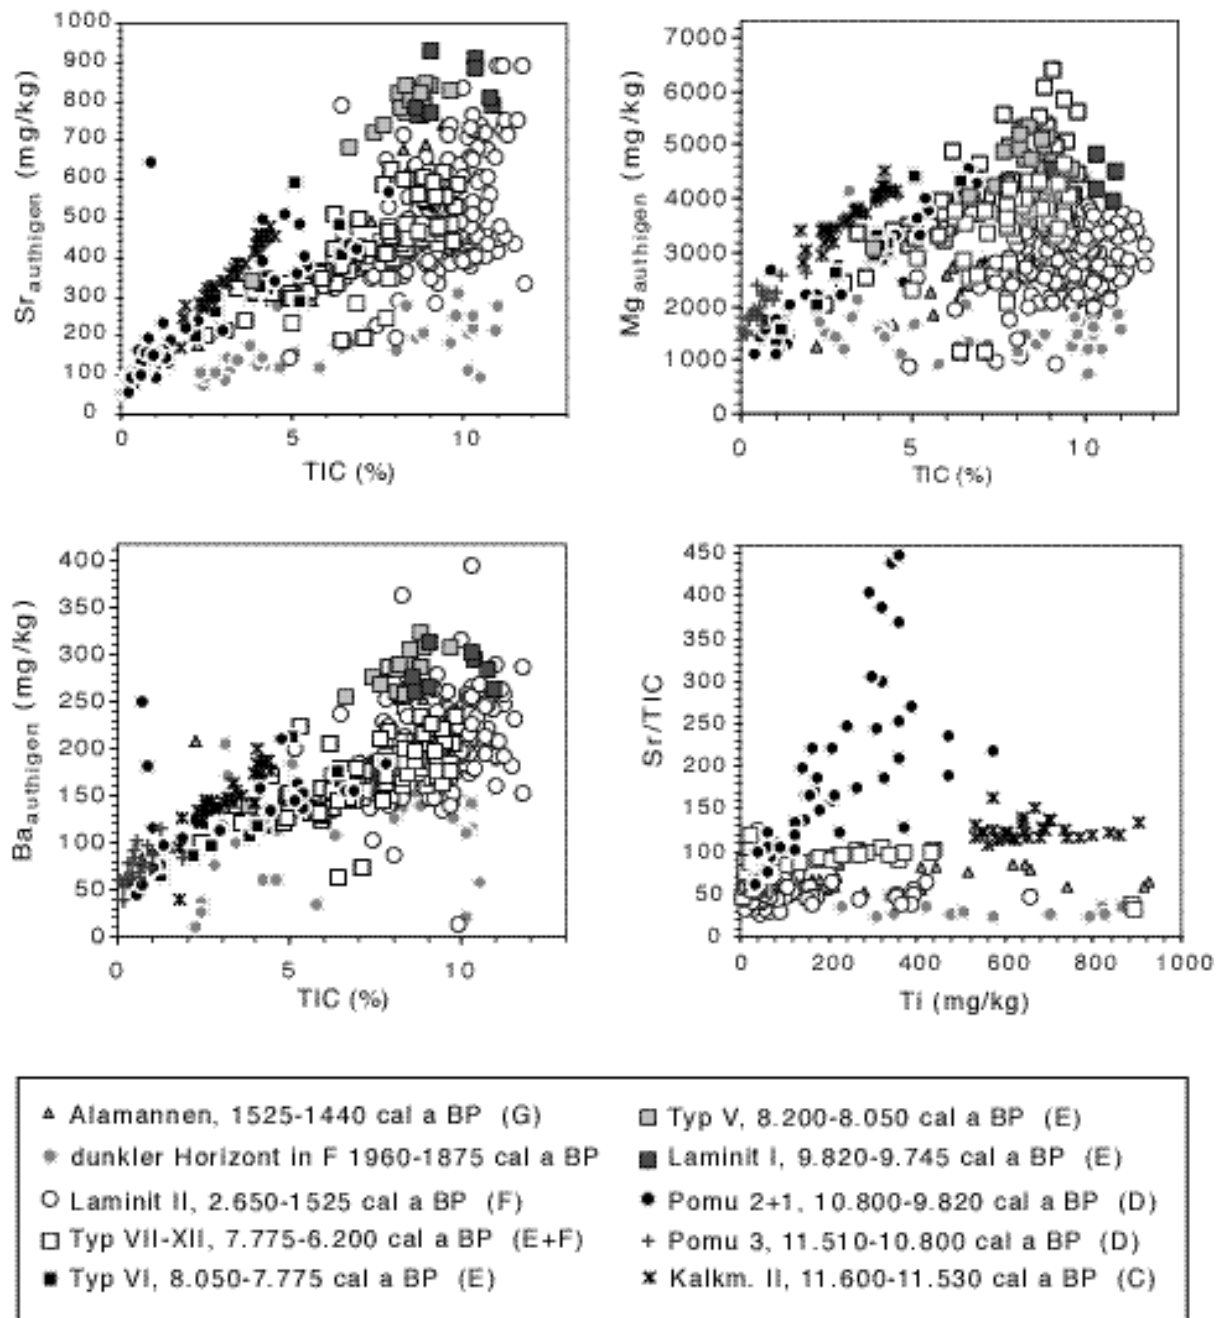 1000
900
800
700
600
500
400
300
200
100
0
Sr authigen (mg/kg)
0 5 10
TIC (%)
7000
6000
5000
4000
3000
2000
1000
0
Mg authigen (mg/kg)
0 5 10
TIC (%)
400
350
300
250
200
150
100
50
0
Ba authigen (mg/kg)
0 5 10
TIC (%)
450
400
350
300
250
200
150
100
50
0
Sr/TIC
0 200 400 600 800 1000
Ti (mg/kg)
Alamannen, 1525-1440 cal a BP (G)
dunkler Horizont in F 1960-1875 cal a BP
Laminit II, 2.650-1525 cal a BP (F)
Typ VII-XII, 7.775-6.200 cal a BP (E+F)
Typ VI, 8.050-7.775 cal a BP (E)
Typ V, 8.200-8.050 cal a BP (E)
Laminit I, 9.820-9.745 cal a BP (E)
Pomu 2+1, 10.800-9.820 cal a BP (D)
Pomu 3, 11.510-10.800 cal a BP (D)
Kalkm. II, 11.600-11.530 cal a BP (C)